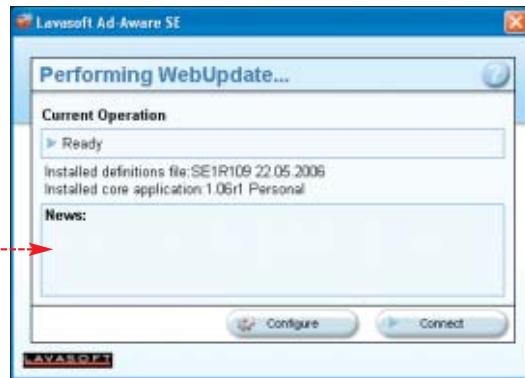 Lavasoft Ad-Aware SE
Performing WebUpdate...
Current Operation
Ready
Installed definitions file:SE1R109 22.05.2006
Installed core application:1.06r1 Personal
News:
Configure
Connect
LAVASOFT